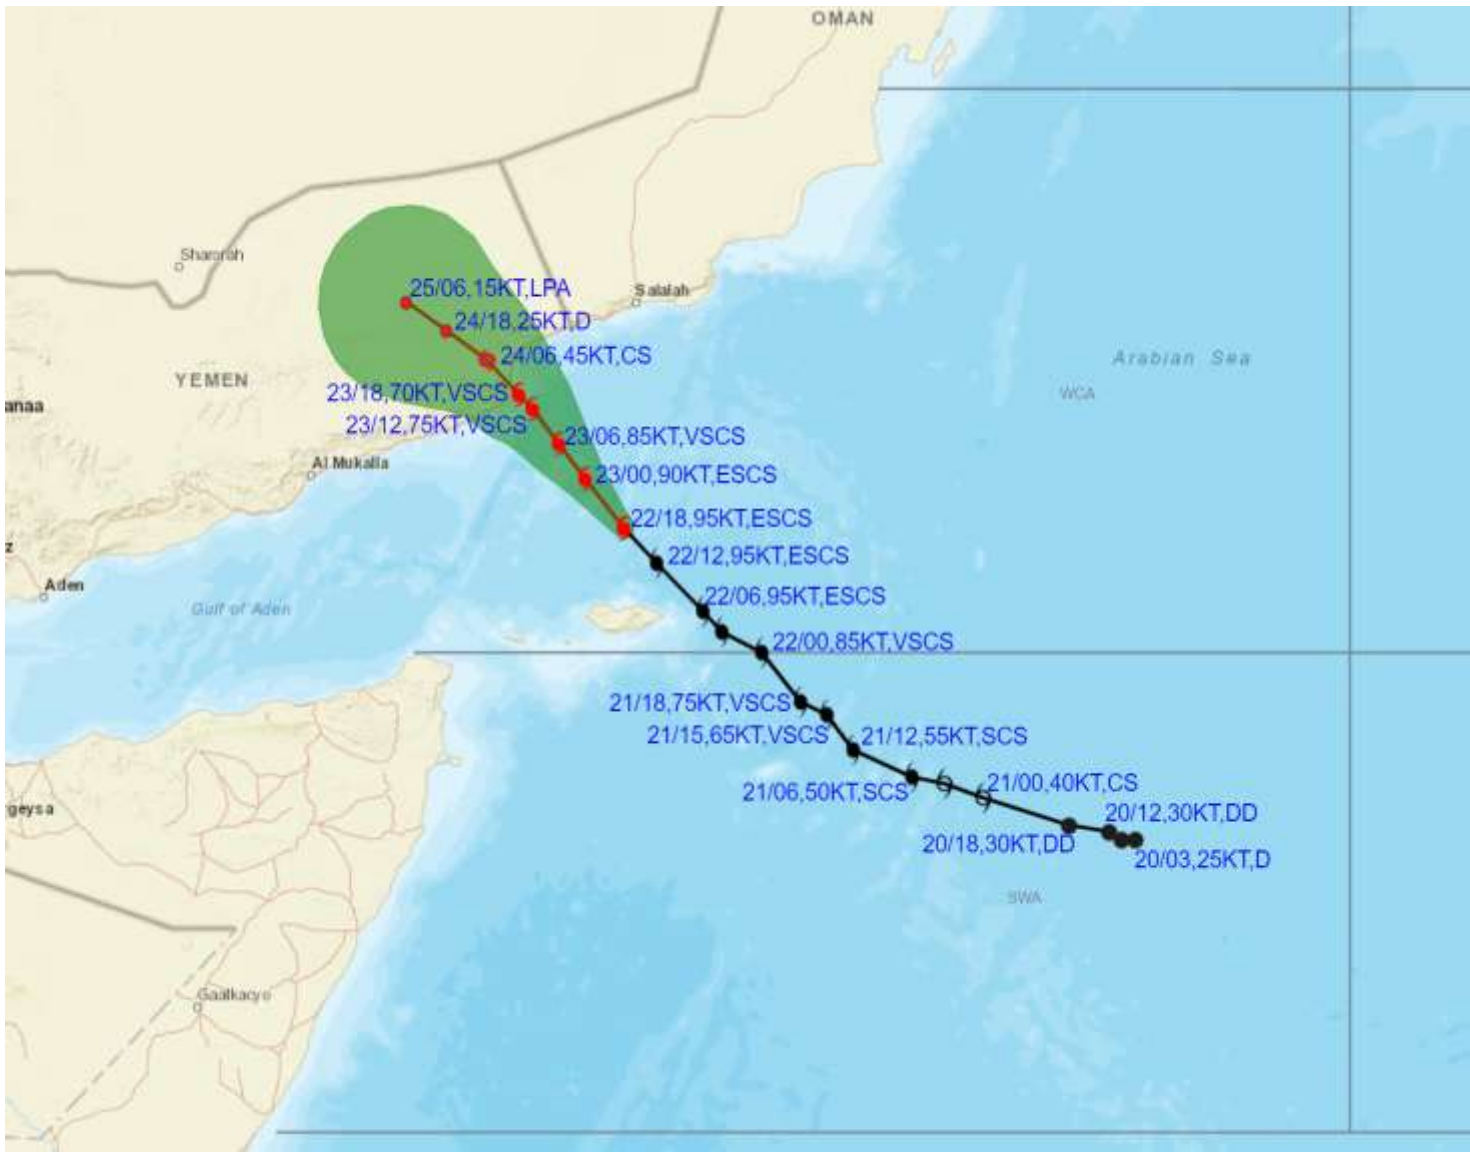 OMAN
Sharorah
25/06,15KT,LPA
Salalah
24/18,25KT,D
24/06,45KT,CS
Arabian Sea
YEMEN
23/18,70KT,VSCS
WCA
anaa
23/12,75KT,VSCS
23/06,85KT,VSCS
Al Mukalla
23/00,90KT,ESCS
22/18,95KT,ESCS
z
22/12,95KT,ESCS
Aden
22/06,95KT,ESCS
Gulf of Aden
22/00,85KT,VSCS
21/18,75KT,VSCS
21/15,65KT,VSCS
21/12,55KT,SCS
21/00,40KT,CS
21/06,50KT,SCS
rgeysa
20/12,30KT,DD
20/18,30KT,DD
20/03,25KT,D
SWA
Gaalkacyo